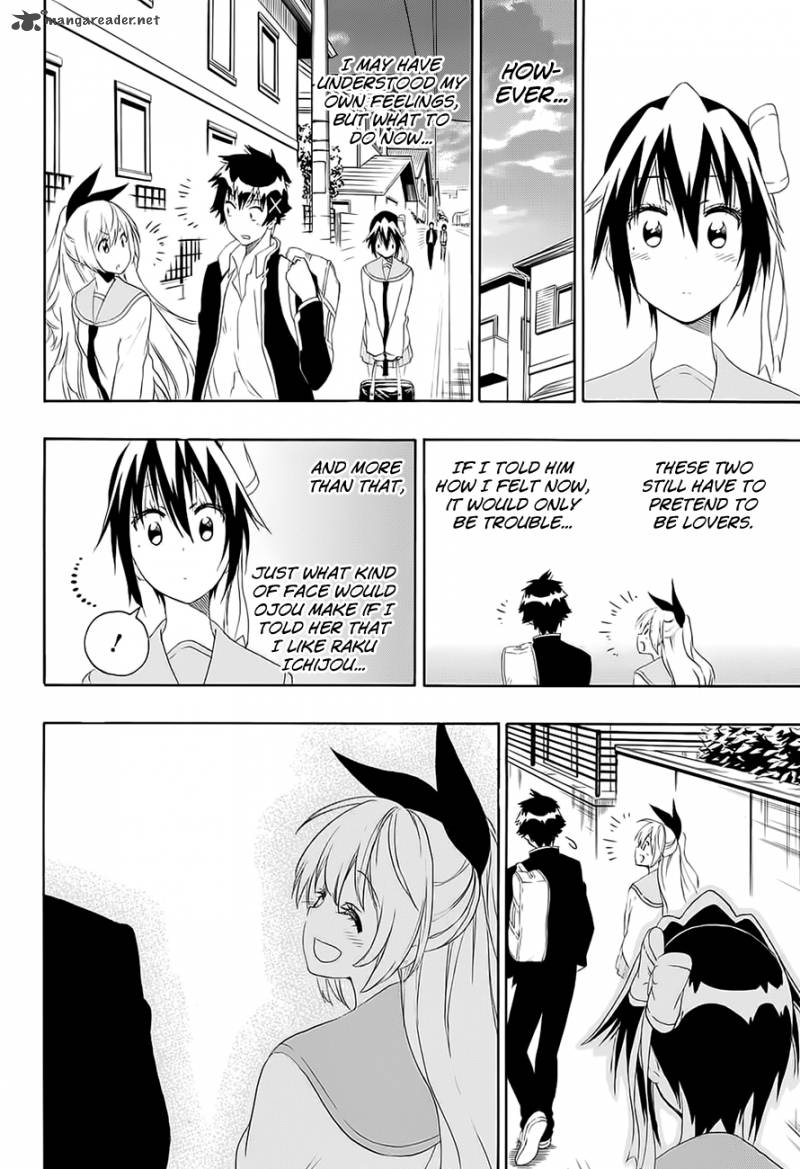 mangareader.net
HOW-
EVER...
I MAY HAVE
UNDERSTOOD MY
OWN FEELINGS,
BUT WHAT TO
DO NOW...
THESE TWO
STILL HAVE TO
PRETEND TO
BE LOVERS.
IF I TOLD HIM
HOW I FELT NOW,
IT WOULD ONLY
BE TROUBLE...
AND MORE
THAN THAT,
JUST WHAT KIND
OF FACE WOULD
OJOU MAKE IF I
TOLD HER THAT
I LIKE RAKU
ICHIJOU...
!